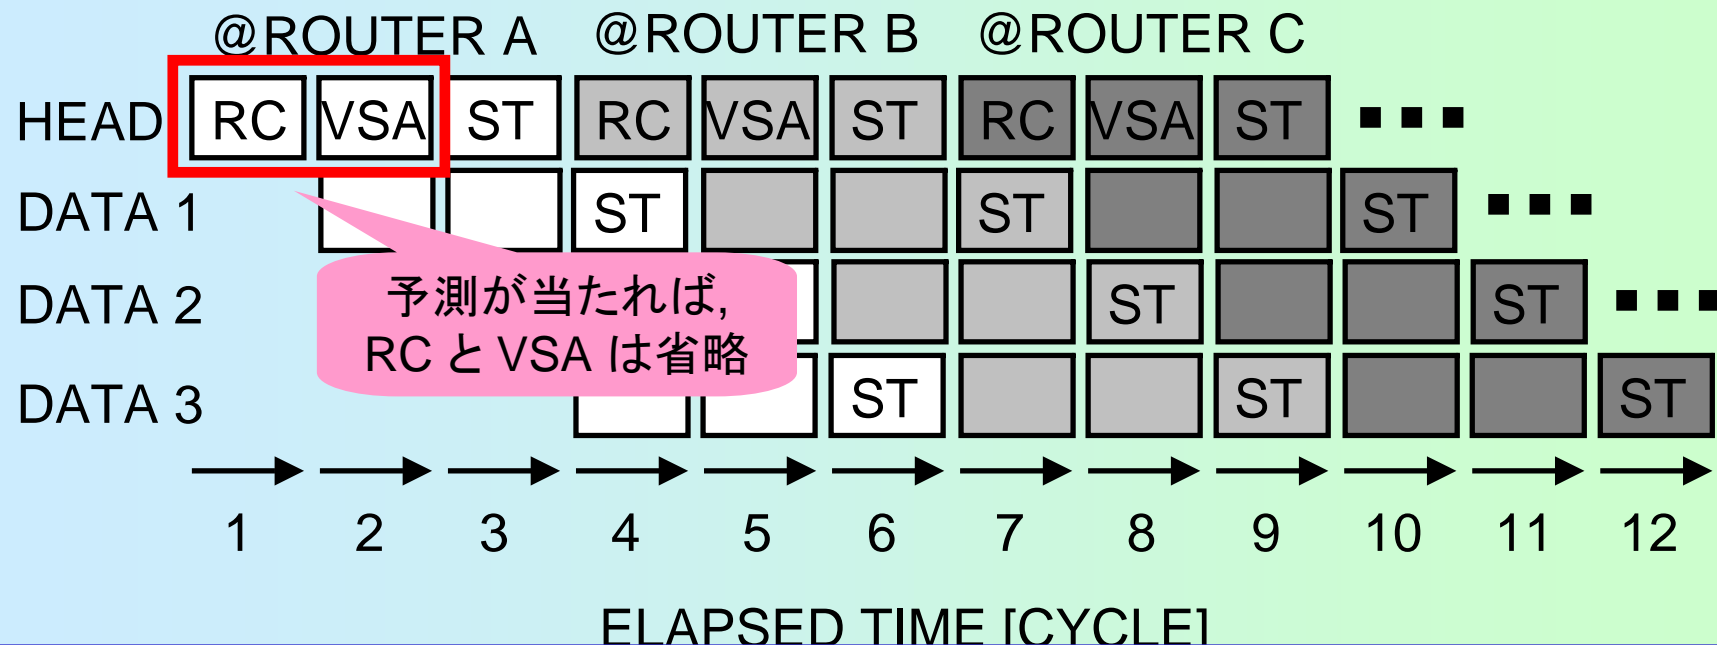 @ROUTER A @ROUTER B @ROUTER C
HEAD RC VSA ST RC VSA ST RC VSA ST
DATA 1 ST ST ST
DATA 2 ST ST
DATA 3 ST ST ST
予測が当たれば,
RC と VSA は省略
1 2 3 4 5 6 7 8 9 10 11 12
ELAPSED TIME [CYCLE]